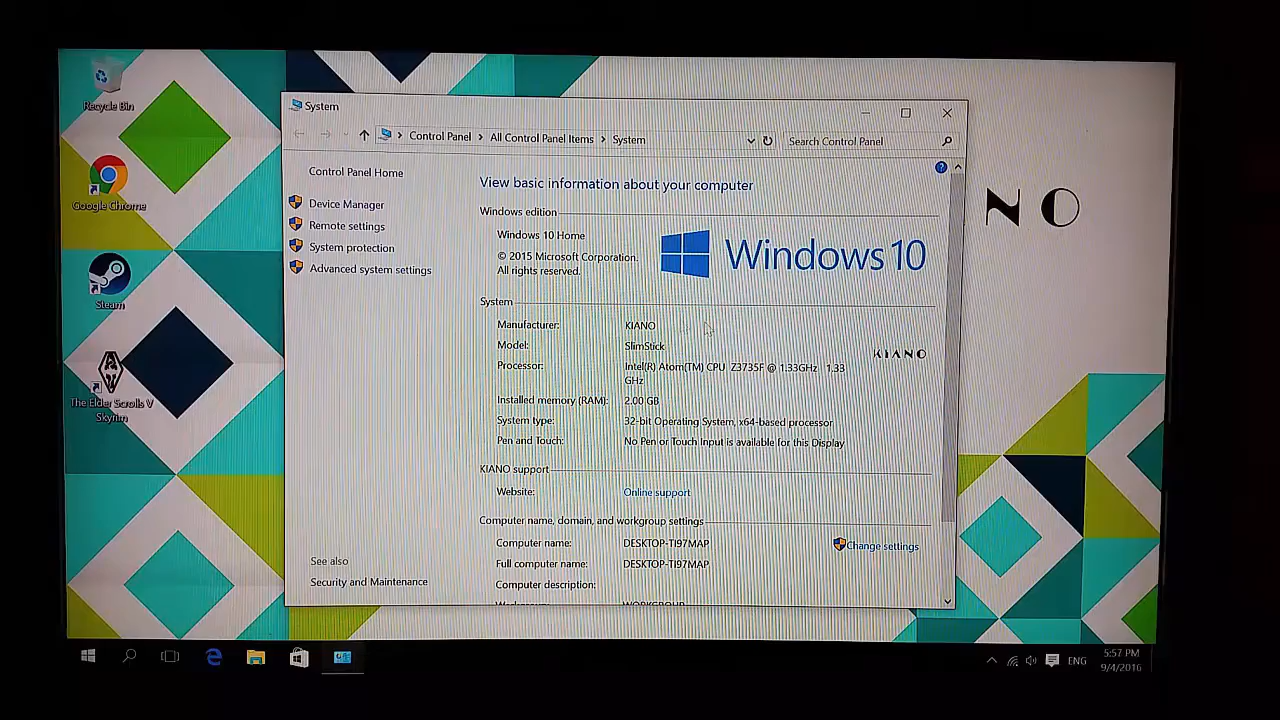 Recycle Bin
Google Chrome
Steam
The Elder Scrolls V
Skyrim
System
Control Panel
All Control Panel Items
System
Search Control Panel
Control Panel Home
Device Manager
Remote settings
System protection
Advanced system settings
See also
Security and Maintenance
View basic information about your computer
Windows edition
Windows 10 Home
© 2015 Microsoft Corporation.
All rights reserved.
Windows 10
System
Manufacturer: KIANO
Model: SlimStick
Processor: Intel(R) Atom(TM) CPU Z3735F @ 1.33GHz 1.33
GHz
Installed memory (RAM): 2.00 GB
System type: 32-bit Operating System, x64-based processor
Pen and Touch: No Pen or Touch Input is available for this Display
KIANO
KIANO support
Website: Online support
Computer name, domain, and workgroup settings
Computer name: DESKTOP-TI97MAP
Change settings
Full computer name: DESKTOP-TI97MAP
Computer description:
WORKGROUP
N O
ENG
5:57 PM
9/4/2016